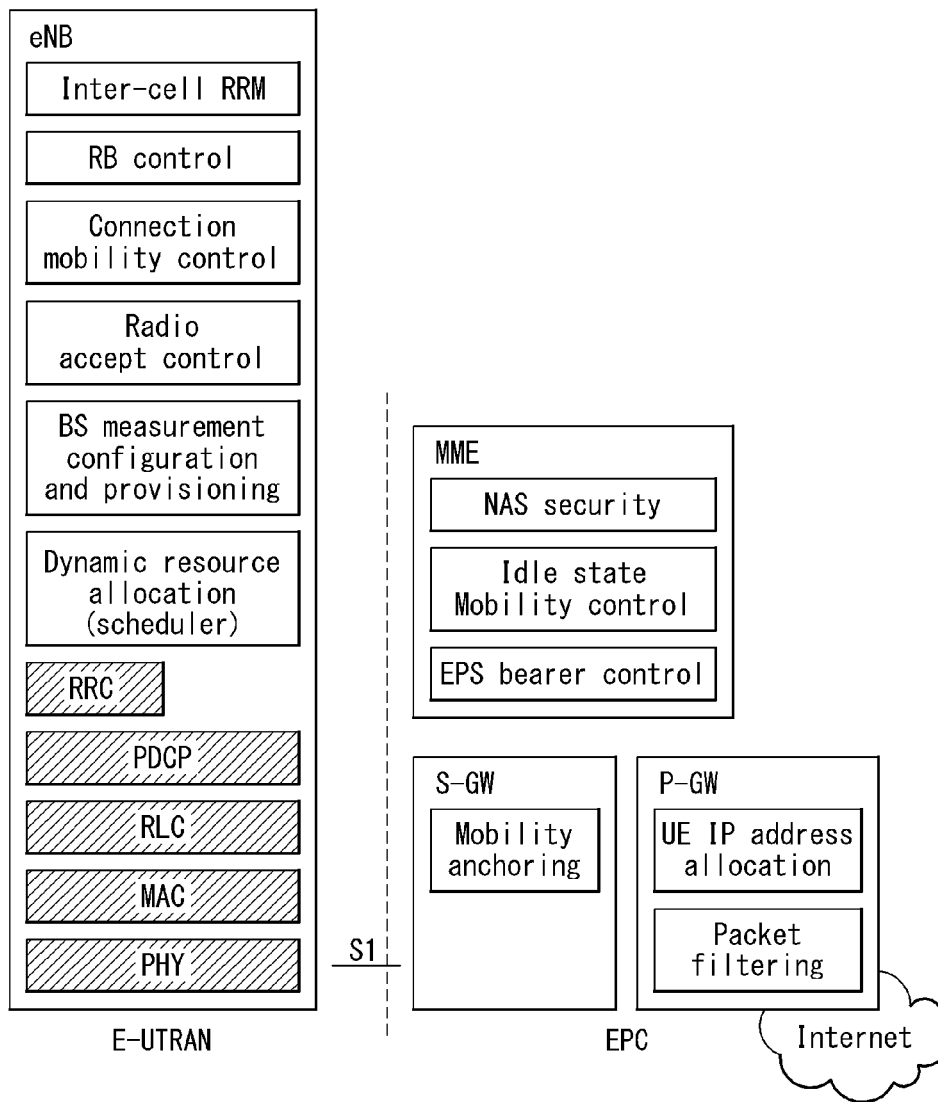 eNB
Inter-cell RRM
RB control
Connection
mobility control
Radio
accept control
BS measurement
configuration
and provisioning
Dynamic resource
allocation
(scheduler)
RRC
PDCP
RLC
MAC
PHY
S1
E-UTRAN
MME
NAS security
Idle state
Mobility control
EPS bearer control
S-GW
Mobility
anchoring
P-GW
UE IP address
allocation
Packet
filtering
Internet
EPC